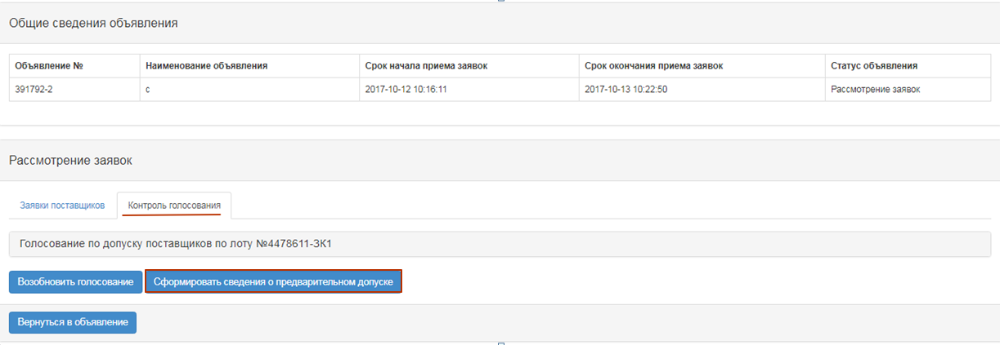 Общие сведения объявления
Объявление № Наименование объявления Срок начала приема заявок Срок окончания приема заявок Статус объявления
391792-2 с 2017-10-12 10:16:11 2017-10-13 10:22:50 Рассмотрение заявок
Рассмотрение заявок
Заявки поставщиков Контроль голосования
Голосование по допуску поставщиков по лоту №4478611-ЗК1
Возобновить голосование Сформировать сведения о предварительном допуске
Вернуться в объявление